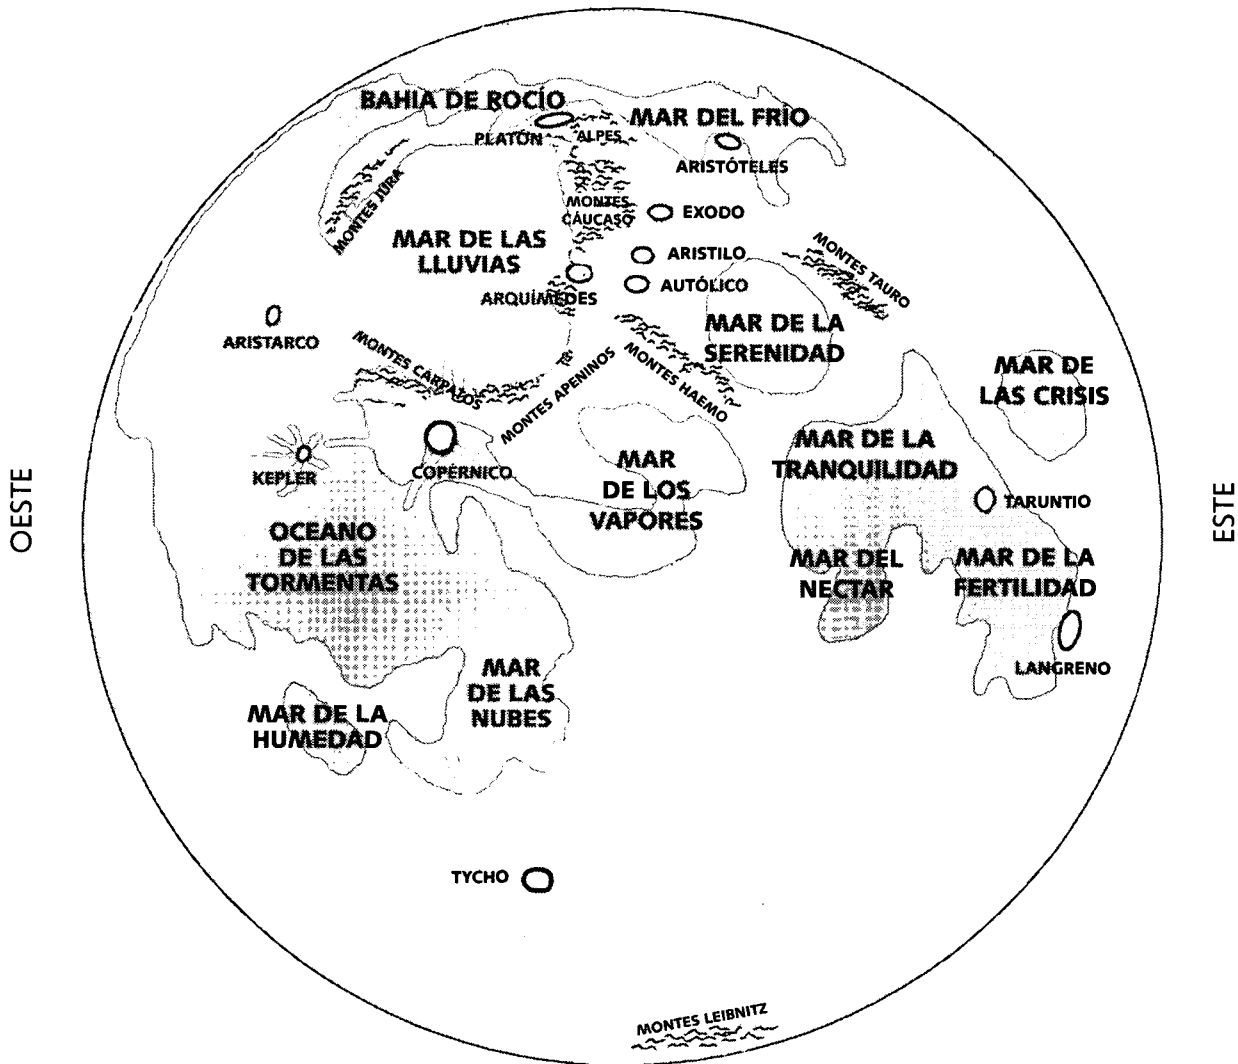 BAHIA DE ROCÍO
MAR DEL FRÍO
PLATÓN
ALPES
ARISTÓTELES
MONTES JURA
MONTES
CÁUCASO
EXODO
MAR DE LAS
LLUVIAS
ARISTILO
MONTES TAURO
AUTÓLICO
ARQUÍMEDES
ARISTARCO
MAR DE LA
SERENIDAD
MONTES CARPATOS
MONTES APENINOS
MONTES HAEMO
MAR DE
LAS CRISIS
MAR DE LA
TRANQUILIDAD
KEPLER
COPÉRNICO
MAR
DE LOS
VAPORES
TARUNTIO
OESTE
ESTE
OCEANO
DE LAS
TORMENTAS
MAR DEL
NECTAR
MAR DE LA
FERTILIDAD
LANGRENO
MAR
DE LAS
NUBES
MAR DE LA
HUMEDAD
TYCHO
MONTES LEIBNITZ